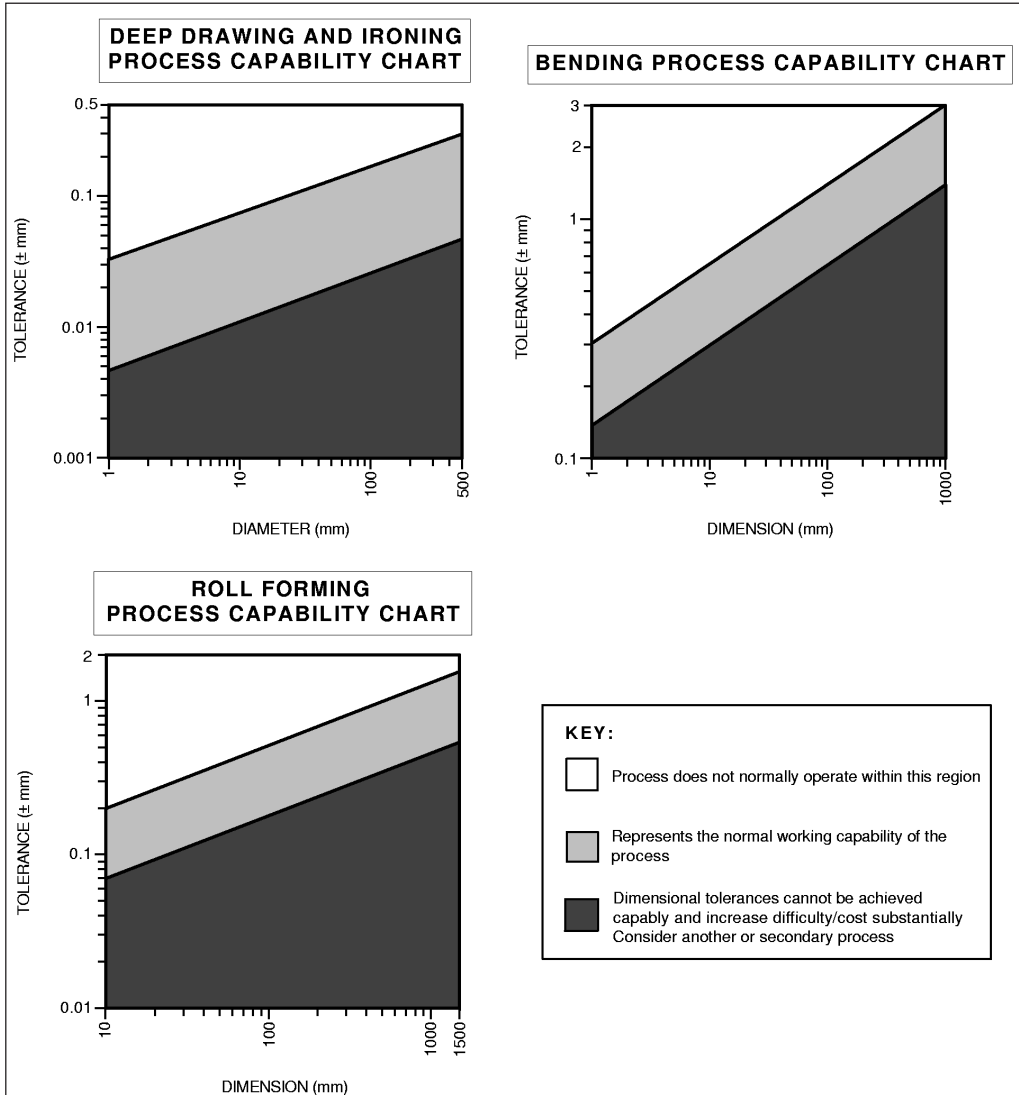 DEEP DRAWING AND IRONING
PROCESS CAPABILITY CHART
0.5
0.1
0.01
0.001
TOLERANCE (± mm)
1
10
100
500
DIAMETER (mm)
BENDING PROCESS CAPABILITY CHART
3
2
1
0.1
TOLERANCE (± mm)
1
10
100
1000
DIMENSION (mm)
ROLL FORMING
PROCESS CAPABILITY CHART
2
1
0.1
0.01
TOLERANCE (± mm)
10
100
1000
1500
DIMENSION (mm)
KEY:
Process does not normally operate within this region
Represents the normal working capability of the
process
Dimensional tolerances cannot be achieved
capably and increase difficulty/cost substantially
Consider another or secondary process